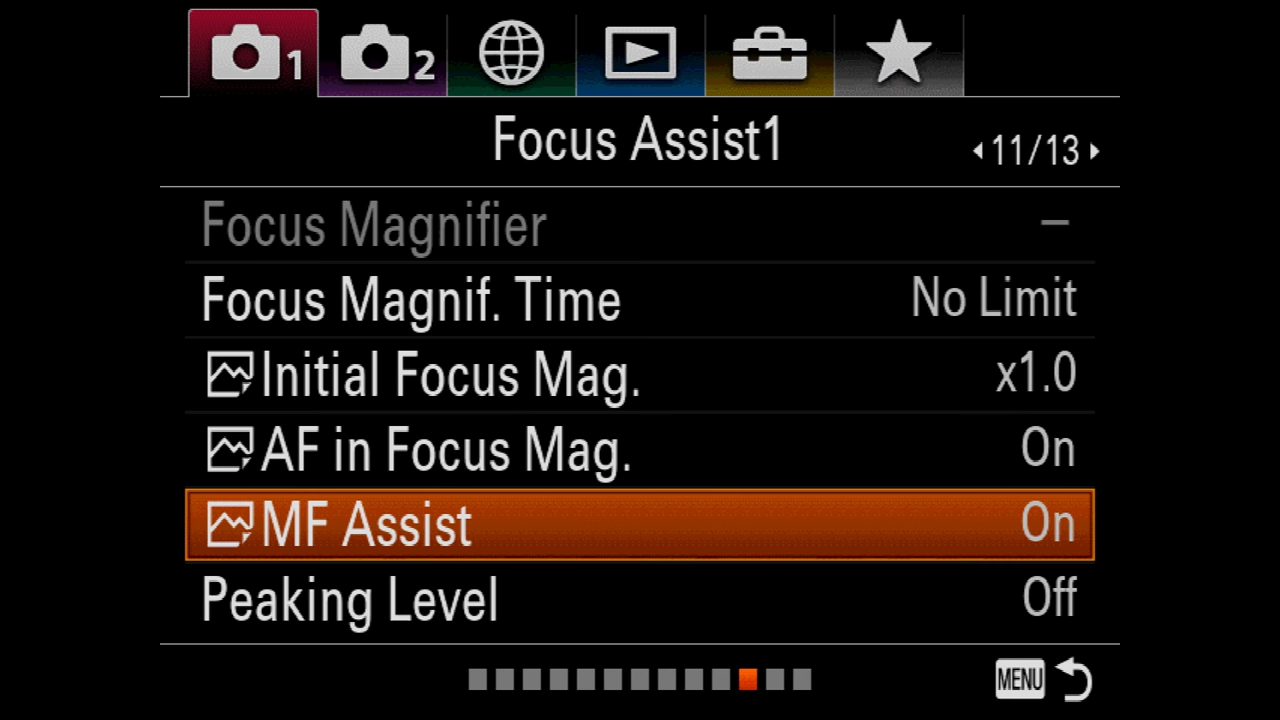 1 2
Focus Assist1 11/13
Focus Magnifier –
Focus Magnif. Time No Limit
Initial Focus Mag. x1.0
AF in Focus Mag. On
MF Assist On
Peaking Level Off
MENU